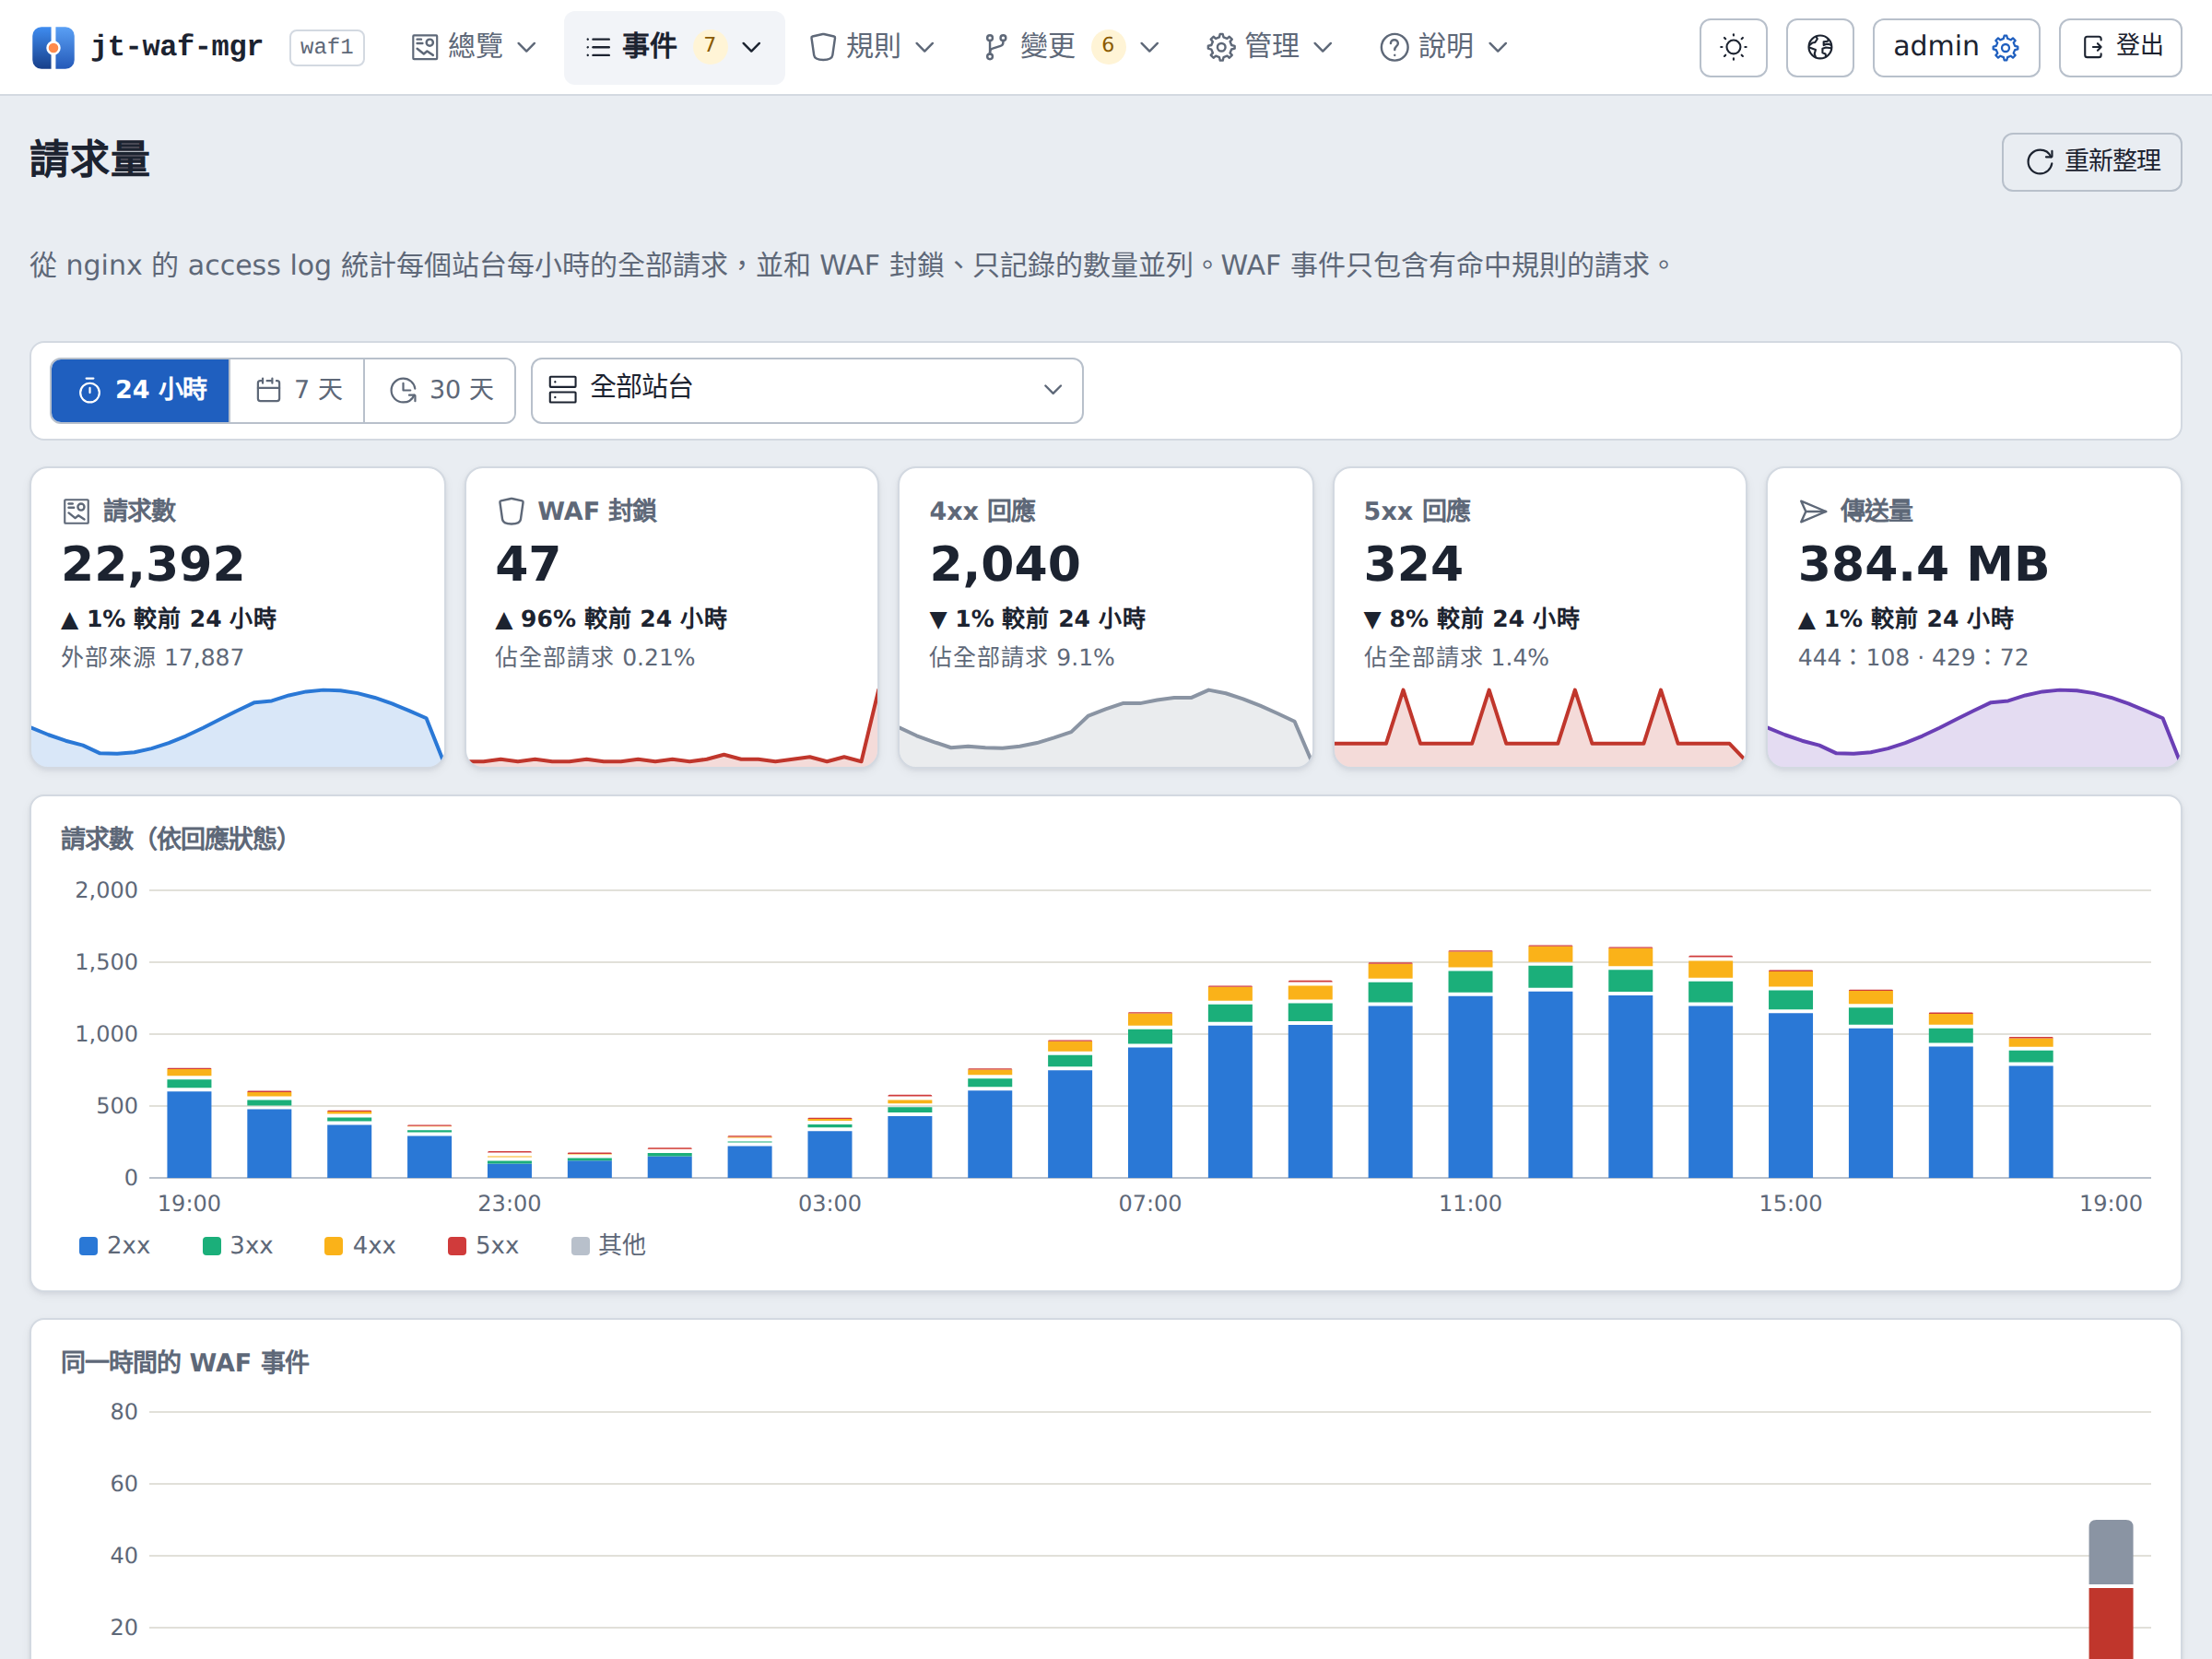 jt-waf-mgr waf1 總覽 事件 7 規則 變更 6 管理 說明 admin 登出
請求量
重新整理
從 nginx 的 access log 統計每個站台每小時的全部請求，並和 WAF 封鎖、只記錄的數量並列。WAF 事件只包含有命中規則的請求。
24 小時 7 天 30 天 全部站台
請求數
22,392
▲ 1% 較前 24 小時
外部來源 17,887
WAF 封鎖
47
▲ 96% 較前 24 小時
佔全部請求 0.21%
4xx 回應
2,040
▼ 1% 較前 24 小時
佔全部請求 9.1%
5xx 回應
324
▼ 8% 較前 24 小時
佔全部請求 1.4%
傳送量
384.4 MB
▲ 1% 較前 24 小時
444：108 · 429：72
請求數（依回應狀態）
2,000
1,500
1,000
500
0
19:00 23:00 03:00 07:00 11:00 15:00 19:00
2xx 3xx 4xx 5xx 其他
同一時間的 WAF 事件
80
60
40
20